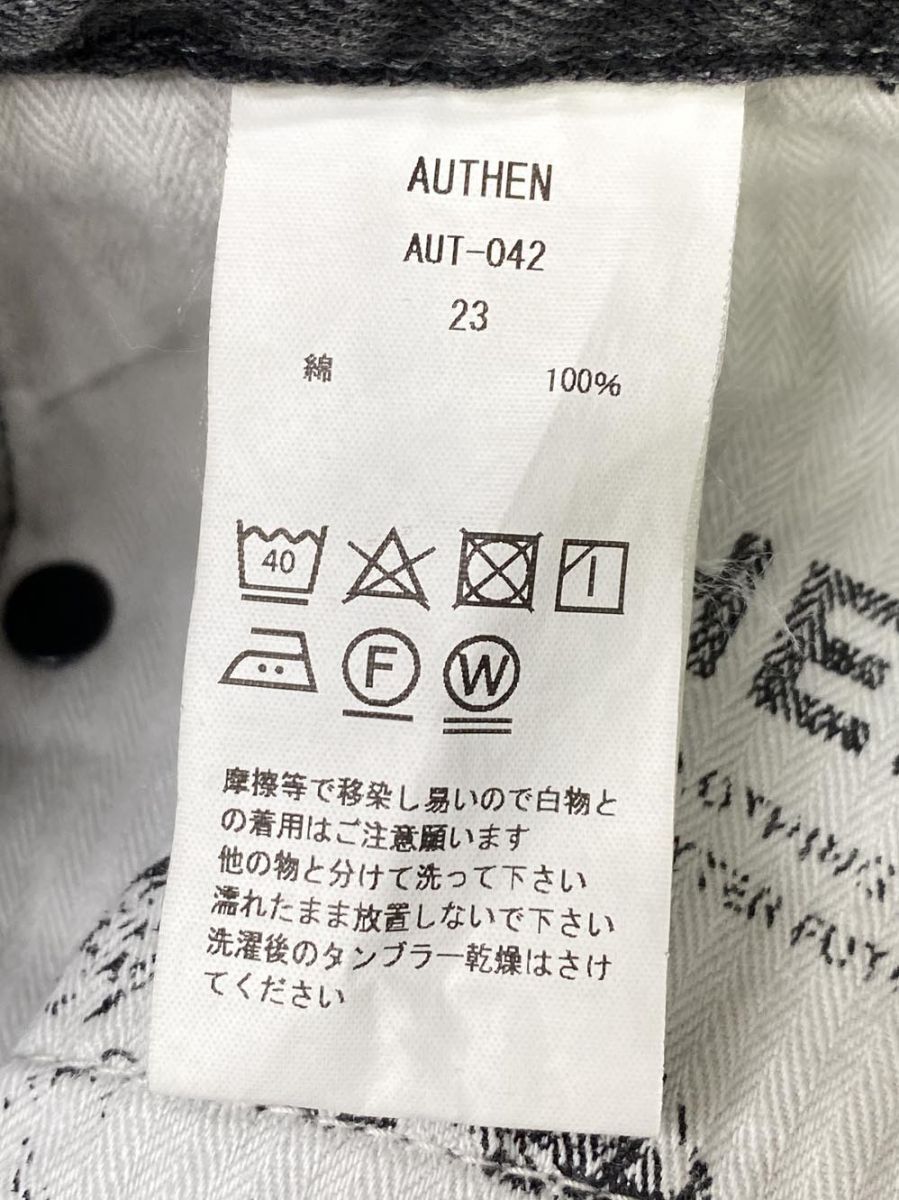 AUTHEN
AUT-042
23
綿 100%
40
F W
摩擦等で移染し易いので白物と
の着用はご注意願います
他の物と分けて洗って下さい
濡れたまま放置しないで下さい
洗濯後のタンブラー乾燥はさけ
てください